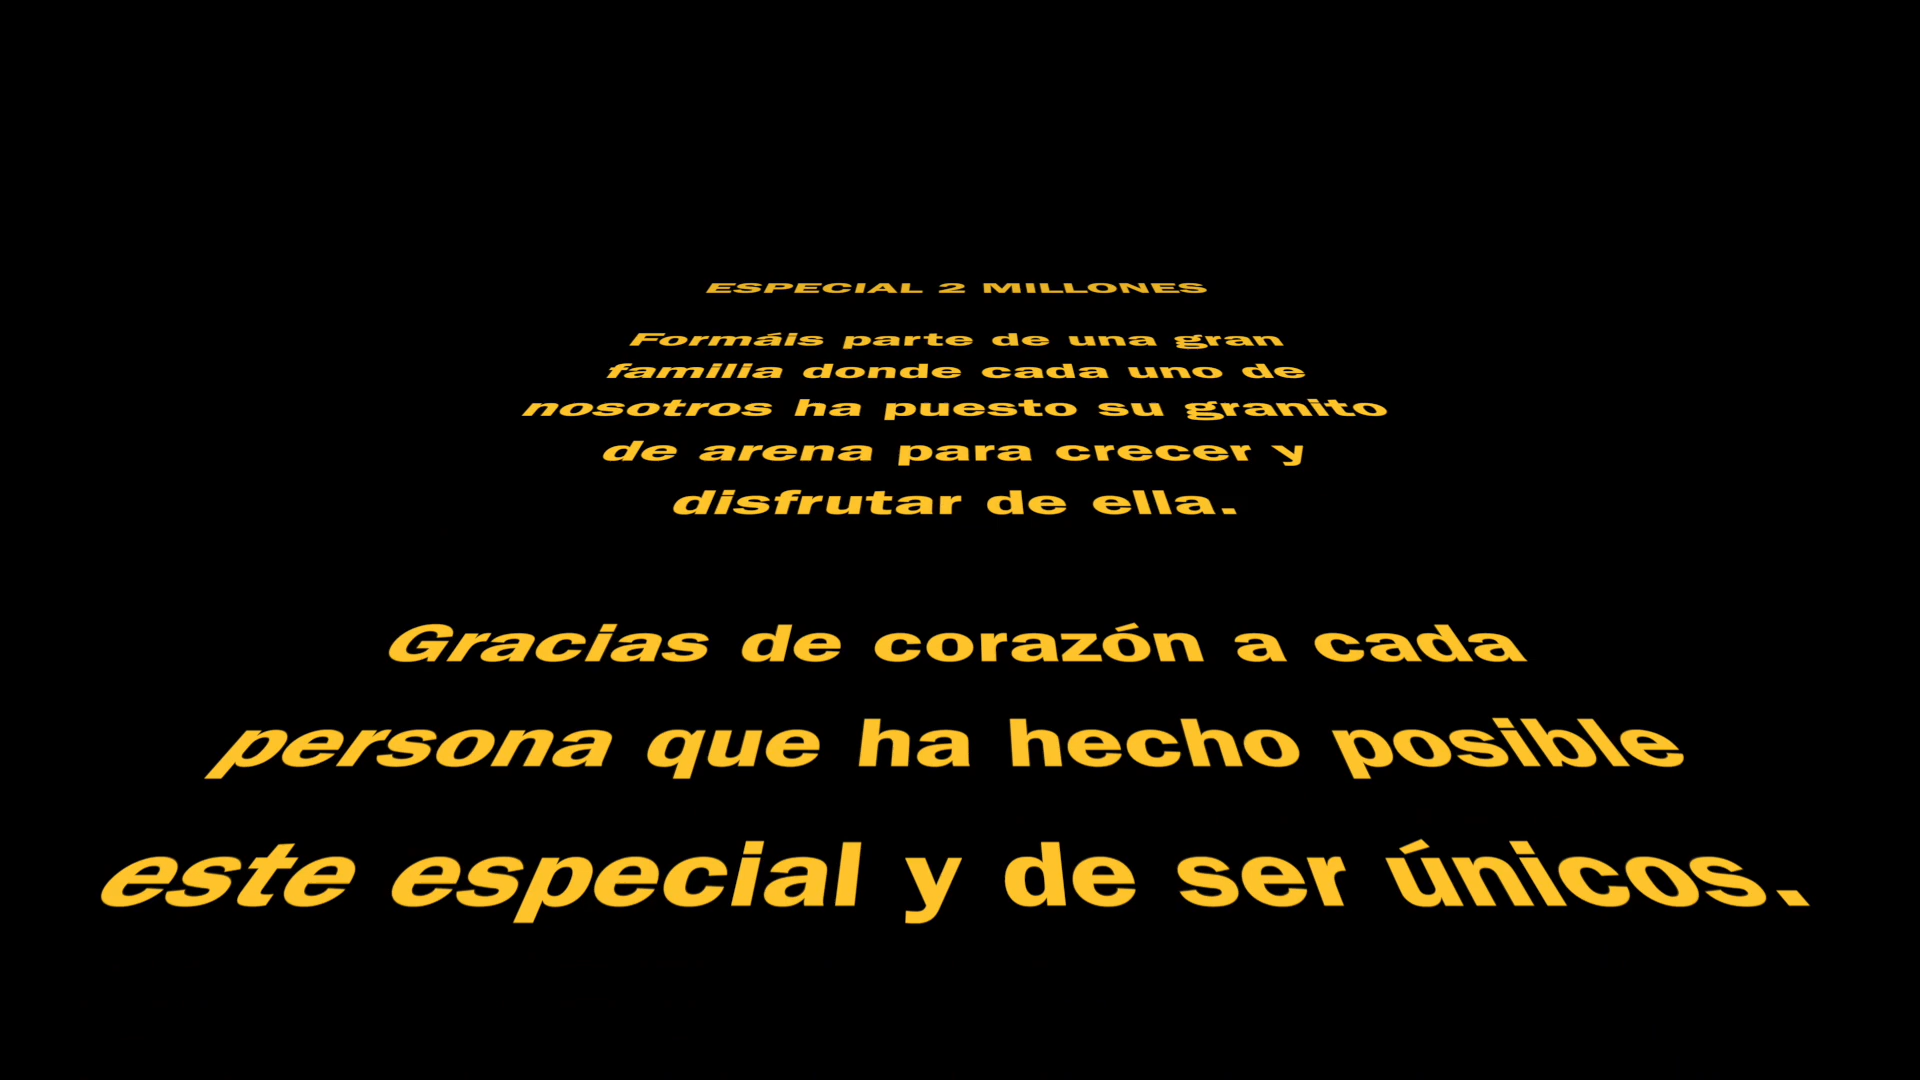 ESPECIAL 2 MILLONES
Formáis parte de una gran
familia donde cada uno de
nosotros ha puesto su granito
de arena para crecer y
disfrutar de ella.
Gracias de corazón a cada
persona que ha hecho posible
este especial y de ser únicos.